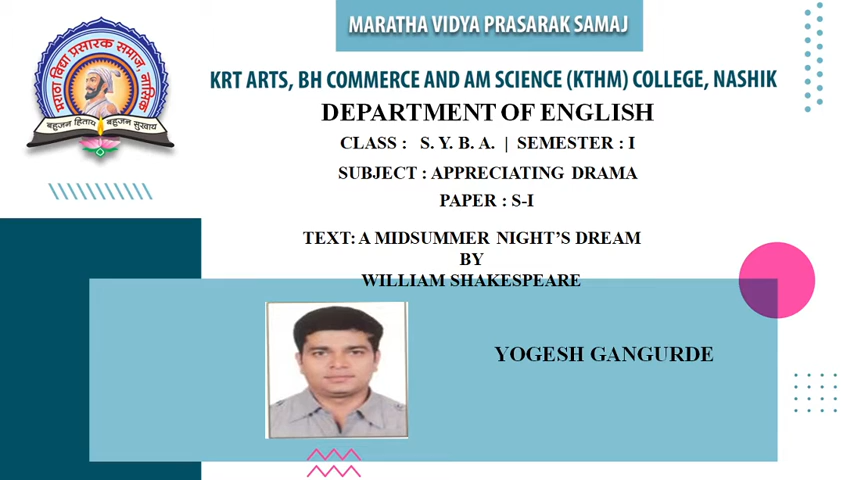 MARATHA VIDYA PRASARAK SAMAJ
मराठा विद्या प्रसारक समाज, नाशिक
बहुजन हिताय बहुजन सुखाय
KRT ARTS, BH COMMERCE AND AM SCIENCE (KTHM) COLLEGE, NASHIK
DEPARTMENT OF ENGLISH
CLASS : S. Y. B. A. | SEMESTER : I
SUBJECT : APPRECIATING DRAMA
PAPER : S-I
TEXT: A MIDSUMMER NIGHT’S DREAM
BY
WILLIAM SHAKESPEARE
YOGESH GANGURDE